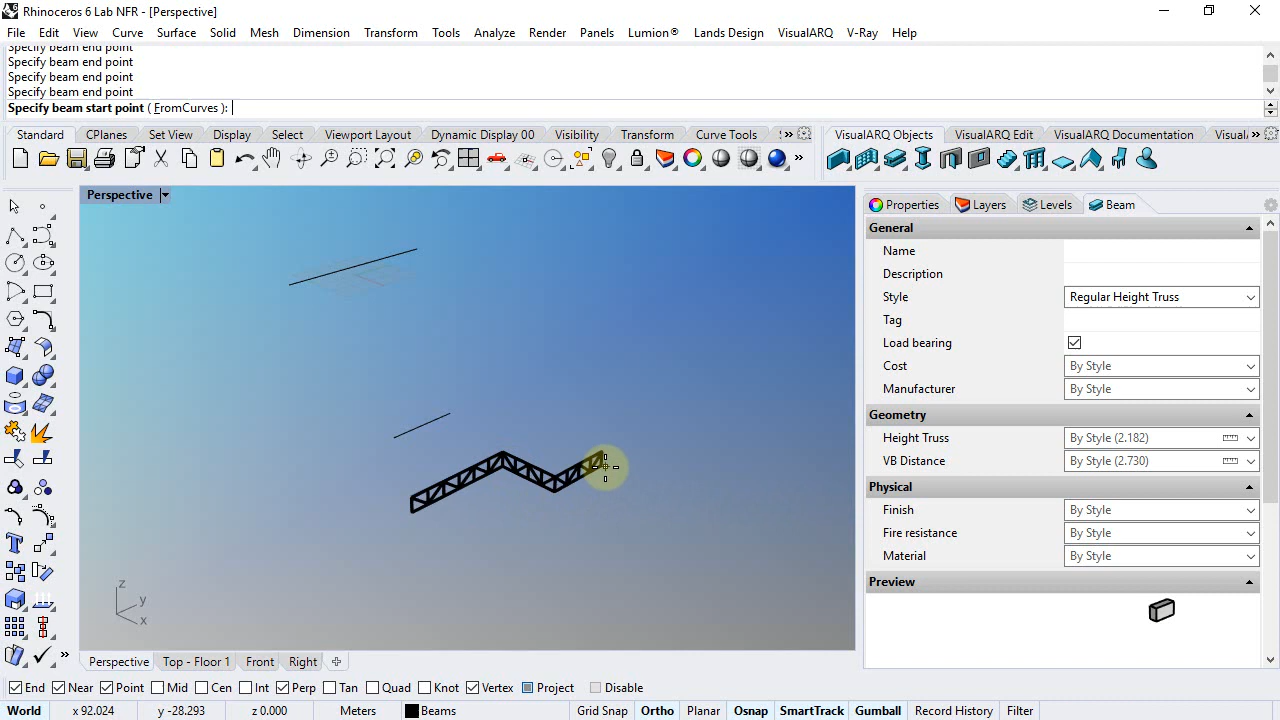 Rhinoceros 6 Lab NFR - [Perspective]
File Edit View Curve Surface Solid Mesh Dimension Transform Tools Analyze Render Panels Lumion® Lands Design VisualARQ V-Ray Help
Specify beam end point
Specify beam end point
Specify beam end point
Specify beam end point
Specify beam start point ( FromCurves ):
Standard CPlanes Set View Display Select Viewport Layout Dynamic Display 00 Visibility Transform Curve Tools »
VisualARQ Objects VisualARQ Edit VisualARQ Documentation Visual »
Perspective
Properties Layers Levels Beam
General
Name
Description
Style Regular Height Truss
Tag
Load bearing
Cost By Style
Manufacturer By Style
Geometry
Height Truss By Style (2.182)
VB Distance By Style (2.730)
Physical
Finish By Style
Fire resistance By Style
Material By Style
Preview
z
y
x
Perspective Top - Floor 1 Front Right
End Near Point Mid Cen Int Perp Tan Quad Knot Vertex Project Disable
World x 92.024 y -28.293 z 0.000 Meters Beams Grid Snap Ortho Planar Osnap SmartTrack Gumball Record History Filter